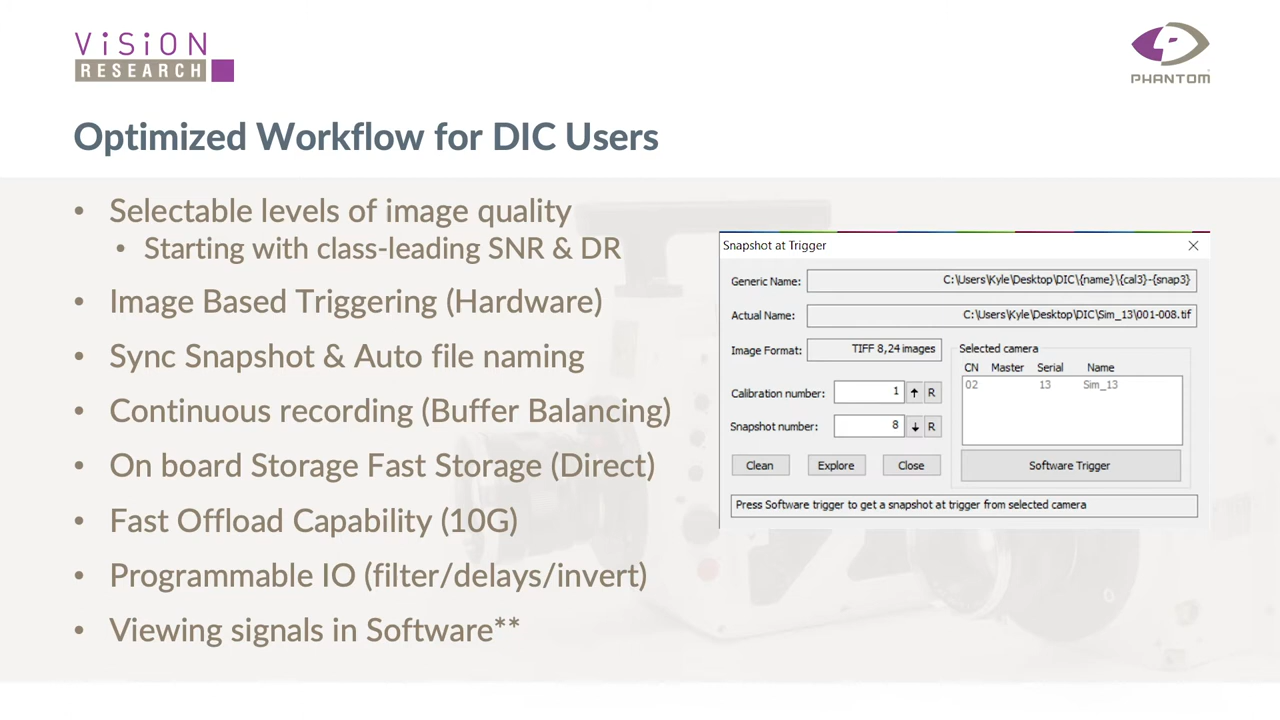 ViSiON
RESEARCH
PHANTOM
Optimized Workflow for DIC Users
• Selectable levels of image quality
• Starting with class-leading SNR & DR
• Image Based Triggering (Hardware)
• Sync Snapshot & Auto file naming
• Continuous recording (Buffer Balancing)
• On board Storage Fast Storage (Direct)
• Fast Offload Capability (10G)
• Programmable IO (filter/delays/invert)
• Viewing signals in Software**
Snapshot at Trigger
Generic Name: C:\Users\Kyle\Desktop\DIC\{name}\{cal3}-{snap3}
Actual Name: C:\Users\Kyle\Desktop\DIC\Sim_13\001-008.tif
Image Format: TIFF 8,24 images
Calibration number: 1 R
Snapshot number: 8 R
Clean Explore Close
Selected camera
CN Master Serial Name
02 13 Sim_13
Software Trigger
Press Software trigger to get a snapshot at trigger from selected camera